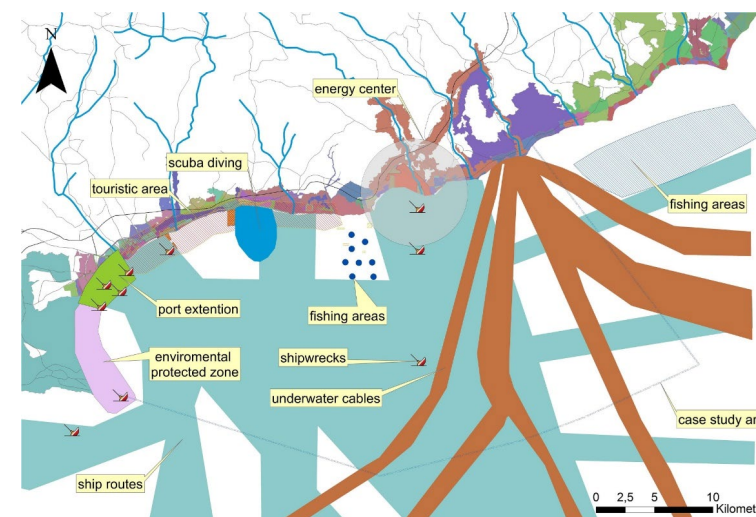 N
energy center
scuba diving
touristic area
fishing areas
port extention
fishing areas
enviromental
protected zone
shipwrecks
underwater cables
case study ar
ship routes
0 2,5 5 10
Kilomet